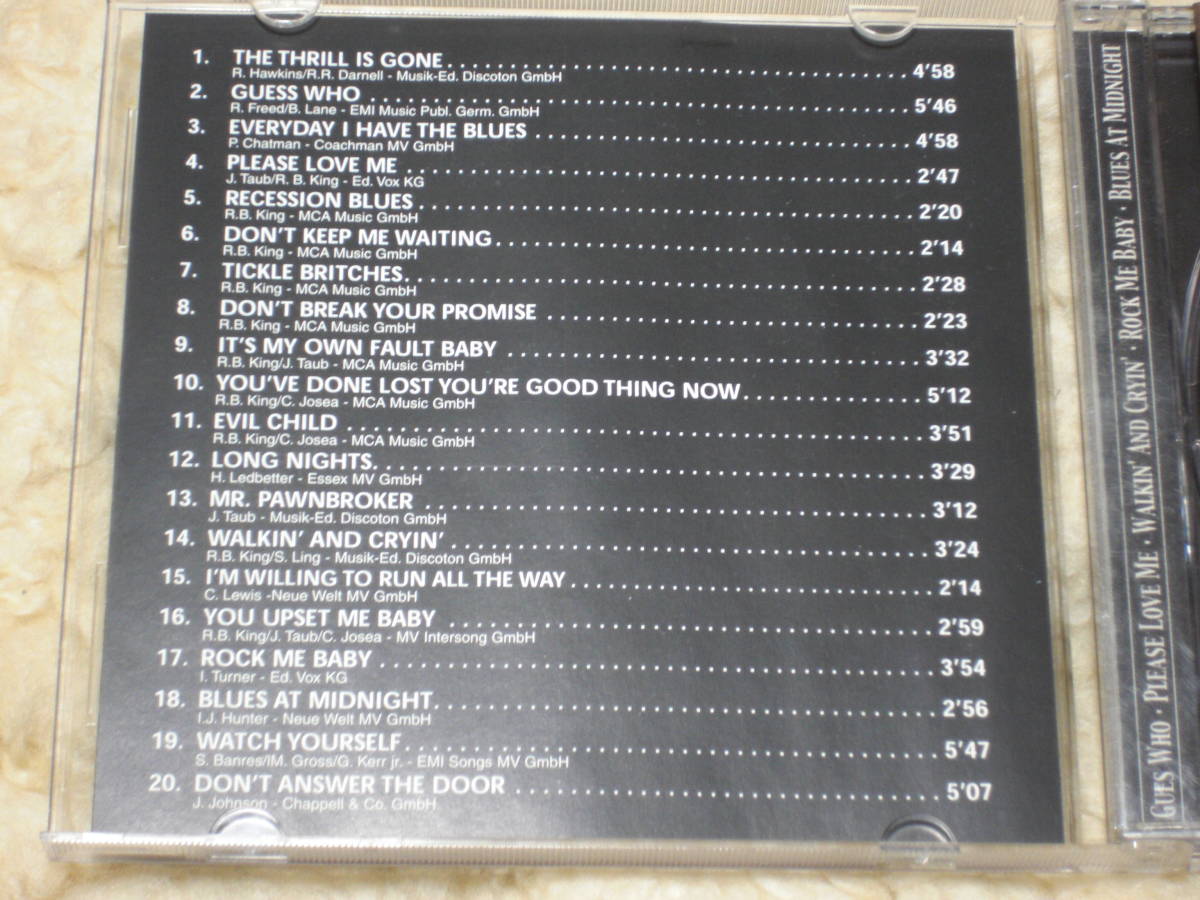 1. THE THRILL IS GONE 4'58
R. Hawkins/R.R. Darnell - Musik-Ed. Discoton GmbH
2. GUESS WHO 5'46
R. Freed/B. Lane - EMI Music Publ. Germ. GmbH
3. EVERYDAY I HAVE THE BLUES 4'58
P. Chatman - Coachman MV GmbH
4. PLEASE LOVE ME 2'47
J. Taub/R. B. King - Ed. Vox KG
5. RECESSION BLUES 2'20
R.B. King - MCA Music GmbH
6. DON'T KEEP ME WAITING 2'14
R.B. King - MCA Music GmbH
7. TICKLE BRITCHES 2'28
R.B. King - MCA Music GmbH
8. DON'T BREAK YOUR PROMISE 2'23
R.B. King - MCA Music GmbH
9. IT'S MY OWN FAULT BABY 3'32
R.B. King/J. Taub - MCA Music GmbH
10. YOU'VE DONE LOST YOU'RE GOOD THING NOW 5'12
R.B. King/C. Josea - MCA Music GmbH
11. EVIL CHILD 3'51
R.B. King/C. Josea - MCA Music GmbH
12. LONG NIGHTS 3'29
H. Ledbetter - Essex MV GmbH
13. MR. PAWNBROKER 3'12
J. Taub - Musik-Ed. Discoton GmbH
14. WALKIN' AND CRYIN' 3'24
R.B. King/S. Ling - Musik-Ed. Discoton GmbH
15. I'M WILLING TO RUN ALL THE WAY 2'14
C. Lewis -Neue Welt MV GmbH
16. YOU UPSET ME BABY 2'59
R.B. King/J. Taub/C. Josea - MV Intersong GmbH
17. ROCK ME BABY 3'54
I. Turner - Ed. Vox KG
18. BLUES AT MIDNIGHT 2'56
I.J. Hunter - Neue Welt MV GmbH
19. WATCH YOURSELF 5'47
S. Banres/IM. Gross/G. Kerr jr. - EMI Songs MV GmbH
20. DON'T ANSWER THE DOOR 5'07
J. Johnson - Chappell & Co. GmbH
GUESS WHO · PLEASE LOVE ME · WALKIN' AND CRYIN' · ROCK ME BABY · BLUES AT MIDNIGHT